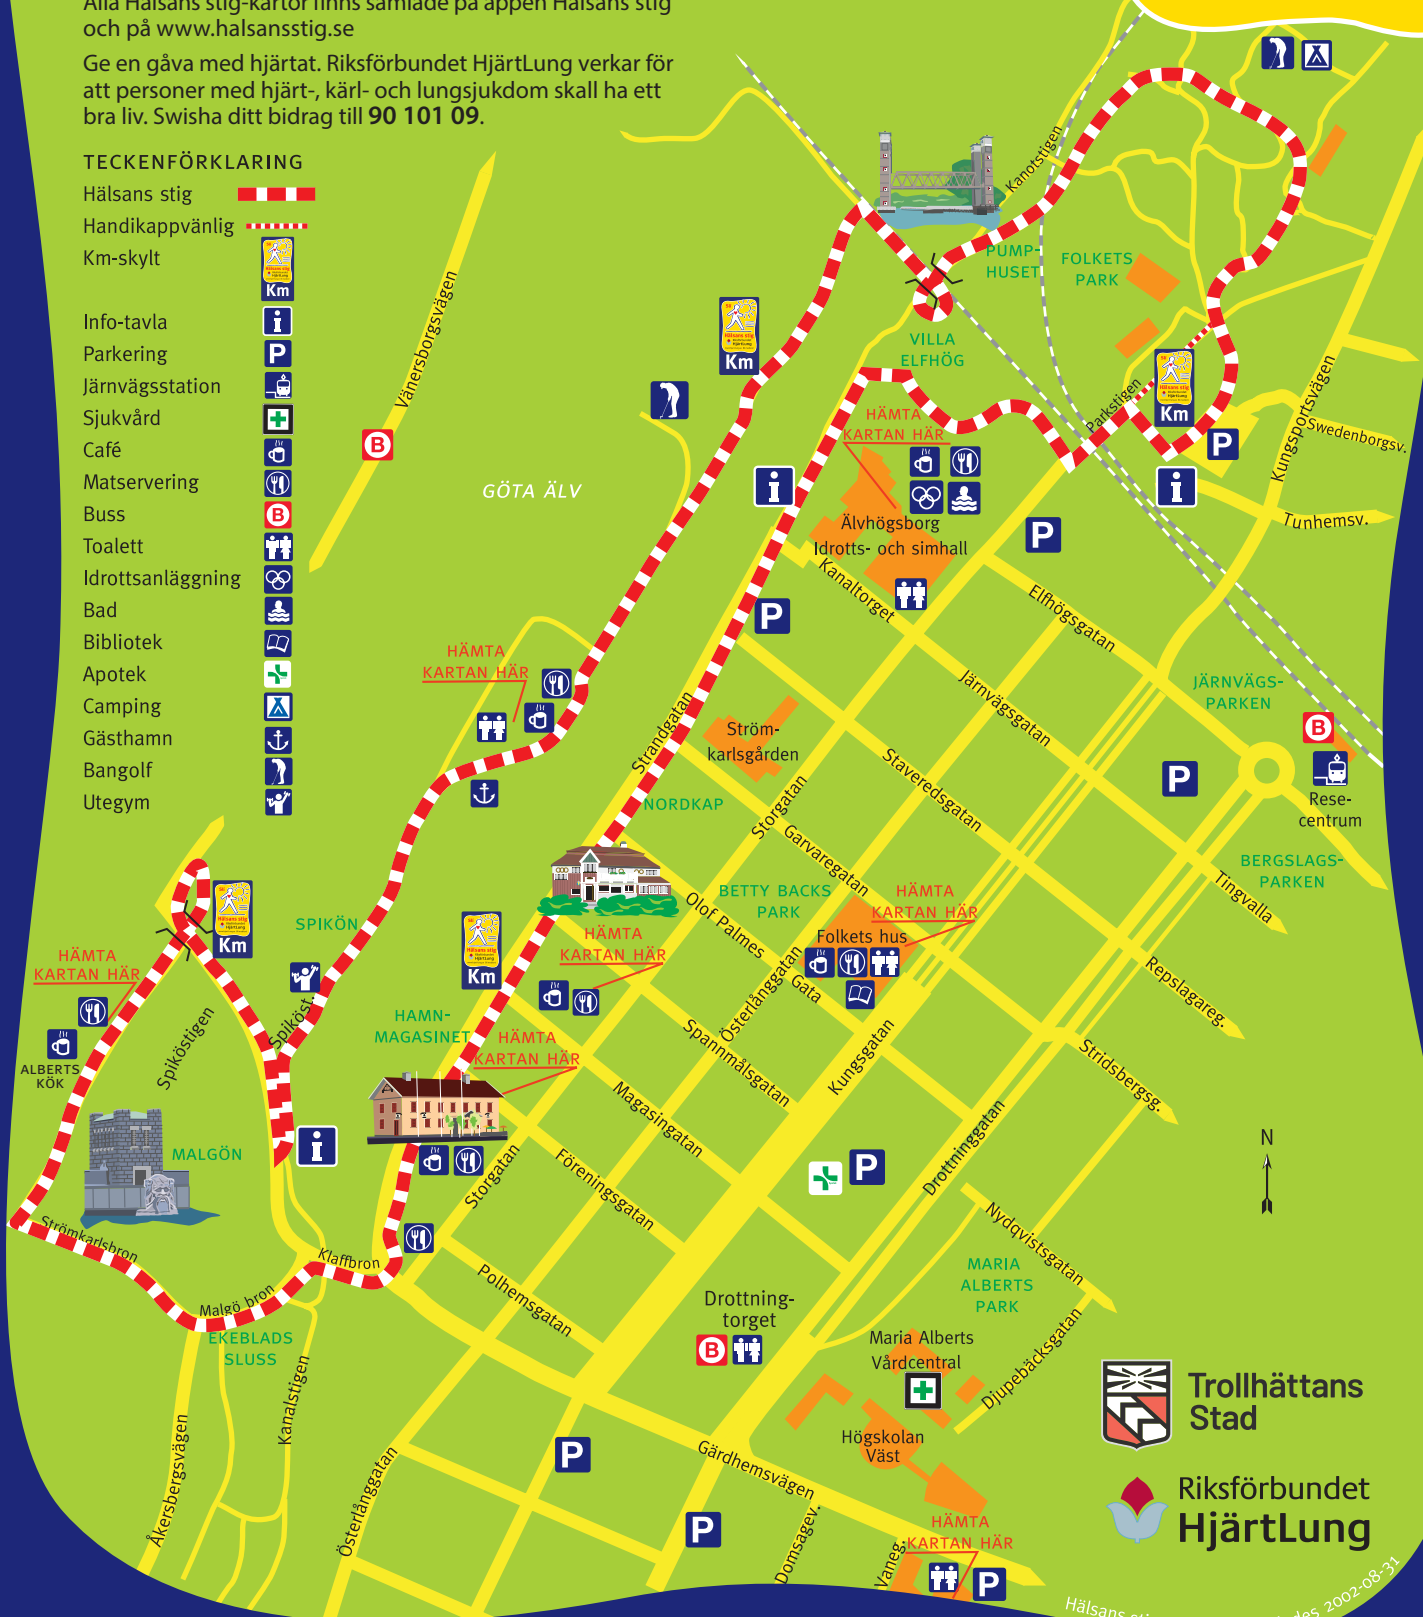 Alla Hälsans stig-kartor finns samlade på appen Hälsans stig
och på www.halsansstig.se
Ge en gåva med hjärtat. Riksförbundet HjärtLung verkar för
att personer med hjärt-, kärl- och lungsjukdom skall ha ett
bra liv. Swisha ditt bidrag till 90 101 09.
TECKENFÖRKLARING
Hälsans stig
Handikappvänlig
Km-skylt
Km
Info-tavla
i
Parkering
P
Järnvägsstation
Sjukvård
Café
Matservering
Buss
B
Toalett
Idrottsanläggning
Bad
Bibliotek
Apotek
Camping
Gästhamn
Bangolf
Utegym
Vänersborgsvägen
B
GÖTA ÄLV
Kanotstigen
PUMP-
HUSET
FOLKETS
PARK
VILLA
ELFHÖG
Km
Km
Parkstigen
P
i
Kungsportsvägen
Swedenborgsv.
Tunhemsv.
HÄMTA
KARTAN HÄR
i
Älvhögsborg
Idrotts- och simhall
P
P
Kanaltorget
Elfhögsgatan
Järnvägsgatan
JÄRNVÄGS-
PARKEN
B
Rese-
centrum
P
BERGSLAGS-
PARKEN
Tingvalla
HÄMTA
KARTAN HÄR
Strandgatan
Ström-
karlsgården
NORDKAP
Storgatan
Staveredsgatan
Garvaregatan
BETTY BACKS
PARK
HÄMTA
KARTAN HÄR
Folkets hus
Olof Palmes
Gata
Österlånggatan
Repslagareg.
Stridsbergsg.
Km
SPIKÖN
HÄMTA
KARTAN HÄR
ALBERTS
KÖK
Spiköstigen
Spiköst.
Km
HÄMTA
KARTAN HÄR
HAMN-
MAGASINET
HÄMTA
KARTAN HÄR
Spannmålsgatan
Kungsgatan
Magasingatan
Föreningsgatan
Storgatan
MALGÖN
i
Strömkarlsbron
Klaffbron
Malgö bron
EKEBLADS
SLUSS
Kanalstigen
Åkersbergsvägen
Polhemsgatan
Österlånggatan
P
Drottninggatan
N
Nydqvistsgatan
MARIA
ALBERTS
PARK
Djupebäcksgatan
Drottning-
torget
B
Maria Alberts
Vårdcentral
Högskolan
Väst
P
P
Gärdhemsvägen
Domsagev.
Vaneg.
HÄMTA
KARTAN HÄR
P
Trollhättans
Stad
Riksförbundet
HjärtLung
2002-08-31